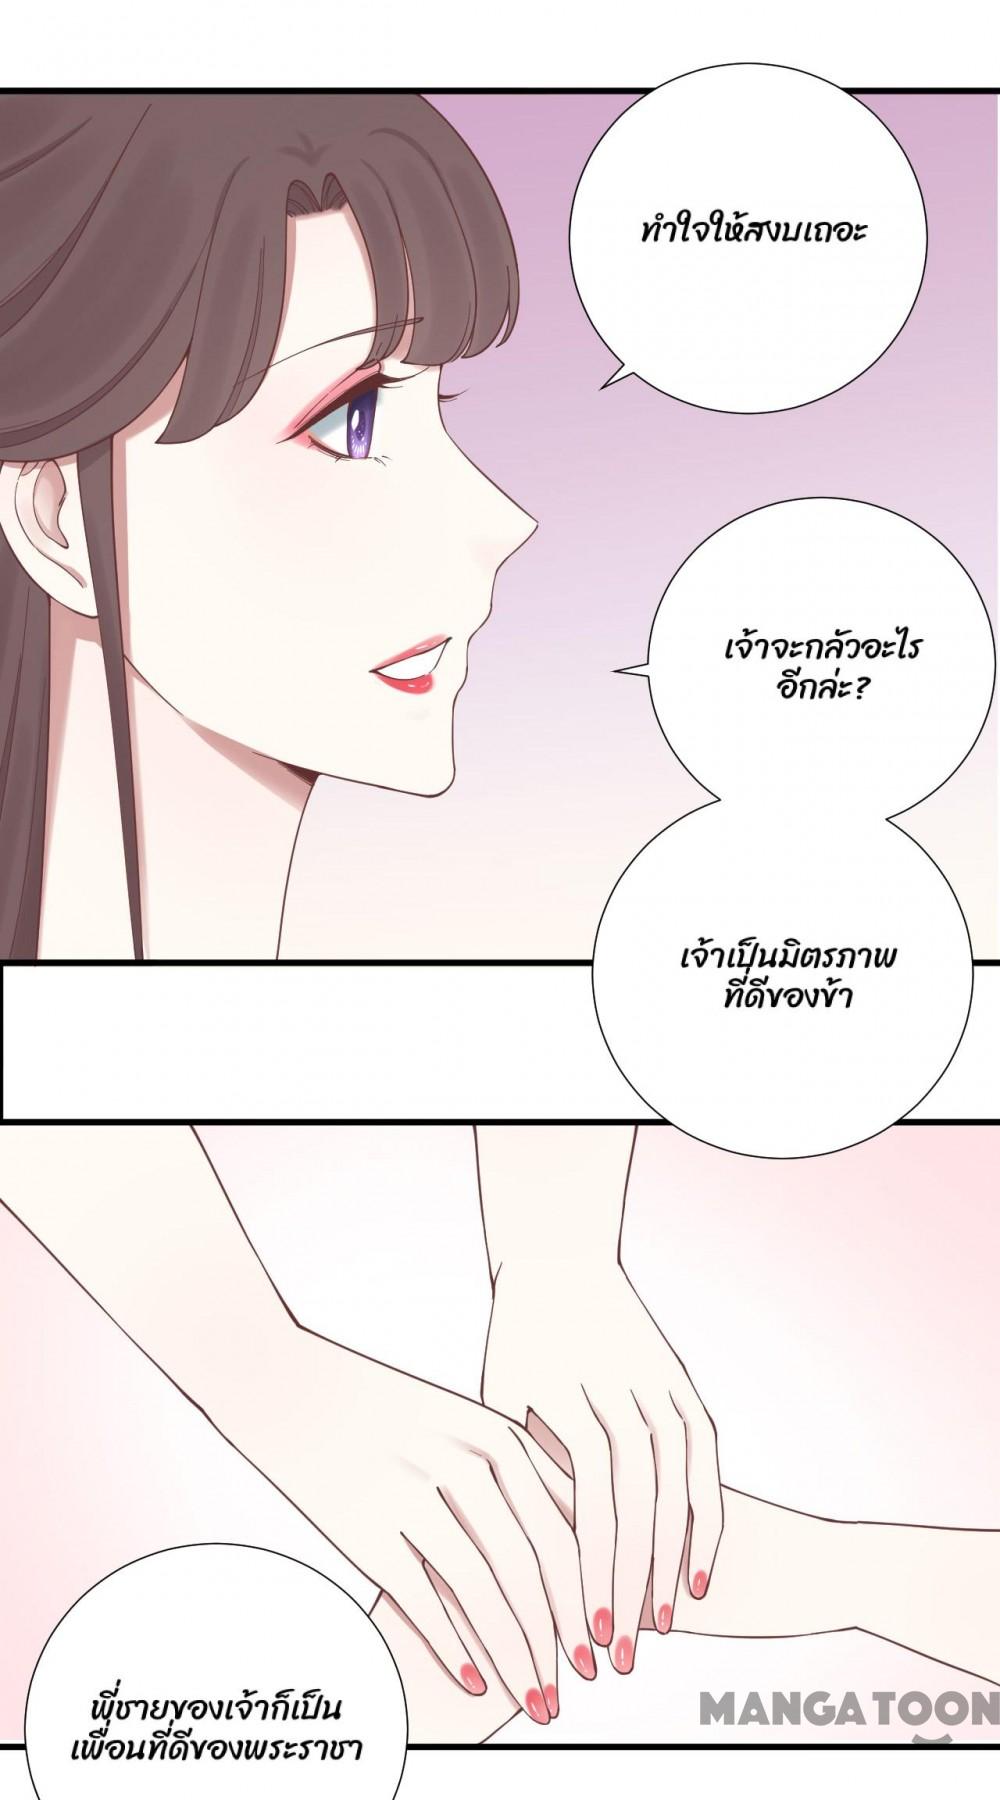 ทำใจให้สงบเถอะ
เจ้าจะกลัวอะไร
อีกล่ะ?
เจ้าเป็นมิตรภาพ
ที่ดีของข้า
พี่ชายของเจ้าก็เป็น
เพื่อนที่ดีของพระราชา
MANGATOON